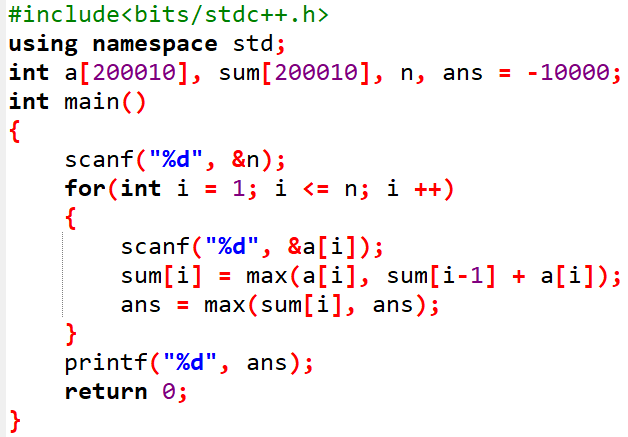 #include<bits/stdc++.h>
using namespace std;
int a[200010], sum[200010], n, ans = -10000;
int main()
{
    scanf("%d", &n);
    for(int i = 1; i <= n; i ++)
    {
        scanf("%d", &a[i]);
        sum[i] = max(a[i], sum[i-1] + a[i]);
        ans = max(sum[i], ans);
    }
    printf("%d", ans);
    return 0;
}